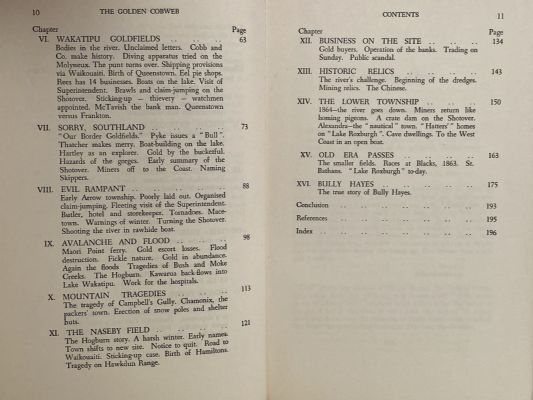 10 THE GOLDEN COBWEB
Chapter Page
VI. WAKATIPU GOLDFIELDS .. .. .. 63
Bodies in the river. Unclaimed letters. Cobb and
Co. make history. Diving apparatus tried on the
Molyneux. The punt turns over. Shipping provisions
via Waikouaiti. Birth of Queenstown. Eel pie shops.
Rees has 14 businesses. Boats on the lake. Visit of
Superintendent. Brawls and claim-jumping on the
Shotover. Sticking-up — thievery — watchmen
appointed. McTavish the bank man. Queenstown
versus Frankton.
VII. SORRY, SOUTHLAND .. .. .. 73
"Our Border Goldfields." Pyke issues a "Bull".
Thatcher makes merry. Boat-building on the lake.
Hartley as an explorer. Gold by the bucketful.
Hazards of the gorges. Early summary of the
Shotover. Miners off to the Coast. Naming
Skippers.
VIII. EVIL RAMPANT .. .. .. .. 88
Early Arrow township. Poorly laid out. Organised
claim-jumping. Fleeting visit of the Superintendent.
Butler, hotel and storekeeper. Tornadoes. Mace-
town. Warnings of winter. Turning the Shotover.
Shooting the river in rawhide boat.
IX. AVALANCHE AND FLOOD .. .. .. 98
Maori Point ferry. Gold escort losses. Flood
destruction. Fickle nature. Gold in abundance.
Again the floods Tragedies of Bush and Moke
Creeks. The Hogburn. Kawarau back-flows into
Lake Wakatipu. Work for the hospitals.
X. MOUNTAIN TRAGEDIES .. .. .. 113
The tragedy of Campbell's Gully. Chamonix, the
packers' town. Erection of snow poles and shelter
huts.
XI. THE NASEBY FIELD .. .. .. .. 121
The Hogburn story. A harsh winter. Early names.
Town shifts to new site. Notice to quit. Road to
Waikouaiti. Sticking-up case. Birth of Hamiltons.
Tragedy on Hawkdun Range.
CONTENTS 11
Chapter Page
XII. BUSINESS ON THE SITE .. .. .. 134
Gold buyers. Operation of the banks. Trading on
Sunday. Public scandal.
XIII. HISTORIC RELICS .. .. .. .. 143
The river's challenge. Beginning of the dredges.
Mining relics. The Chinese.
XIV. THE LOWER TOWNSHIP .. .. .. 150
1864—the river goes down. Miners return like
homing pigeons. A crate dam on the Shotover.
Alexandra—the "nautical" town. "Hatters'" homes
on "Lake Roxburgh". Cave dwellings. To the West
Coast in an open boat.
XV. OLD ERA PASSES .. .. .. .. 163
The smaller fields. Races at Blacks, 1863. St.
Bathans. "Lake Roxburgh" to-day.
XVI. BULLY HAYES .. .. .. .. 175
The true story of Bully Hayes.
Conclusion .. .. .. .. .. .. 193
References .. .. .. .. .. .. 195
Index .. .. .. .. .. .. .. 196